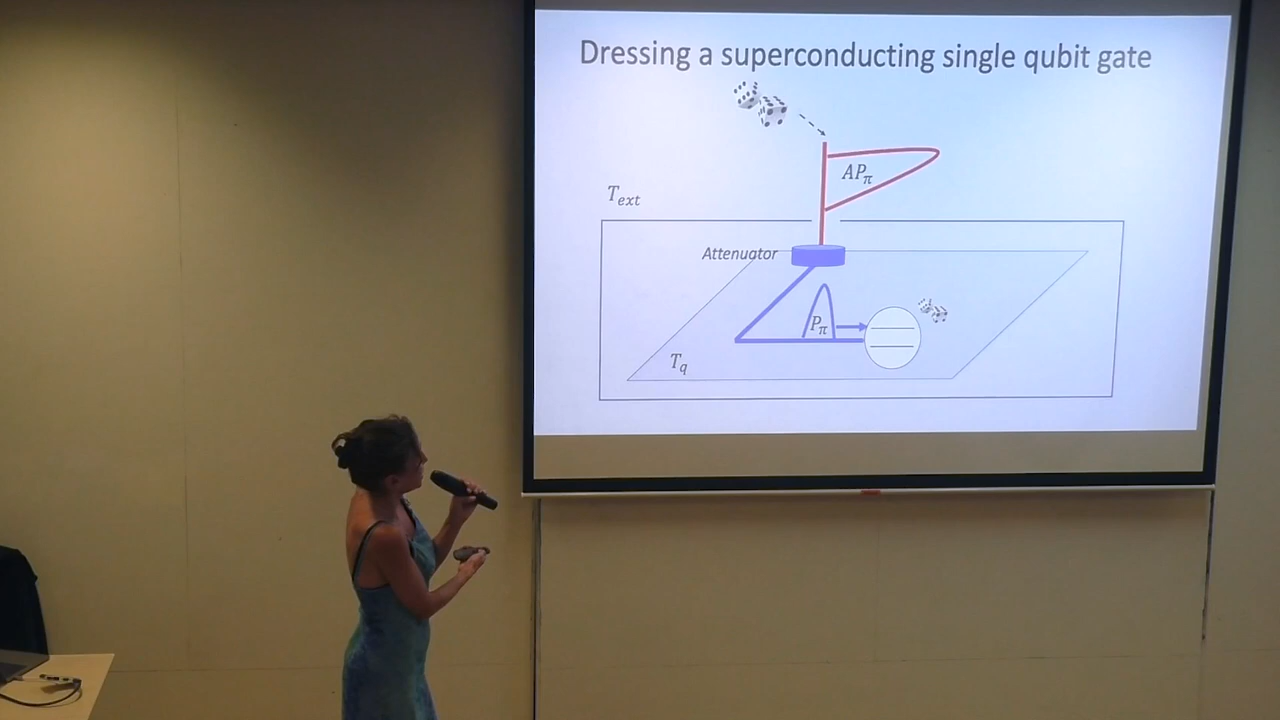 Dressing a superconducting single qubit gate
AP_π
T_ext
Attenuator
P_π
T_q